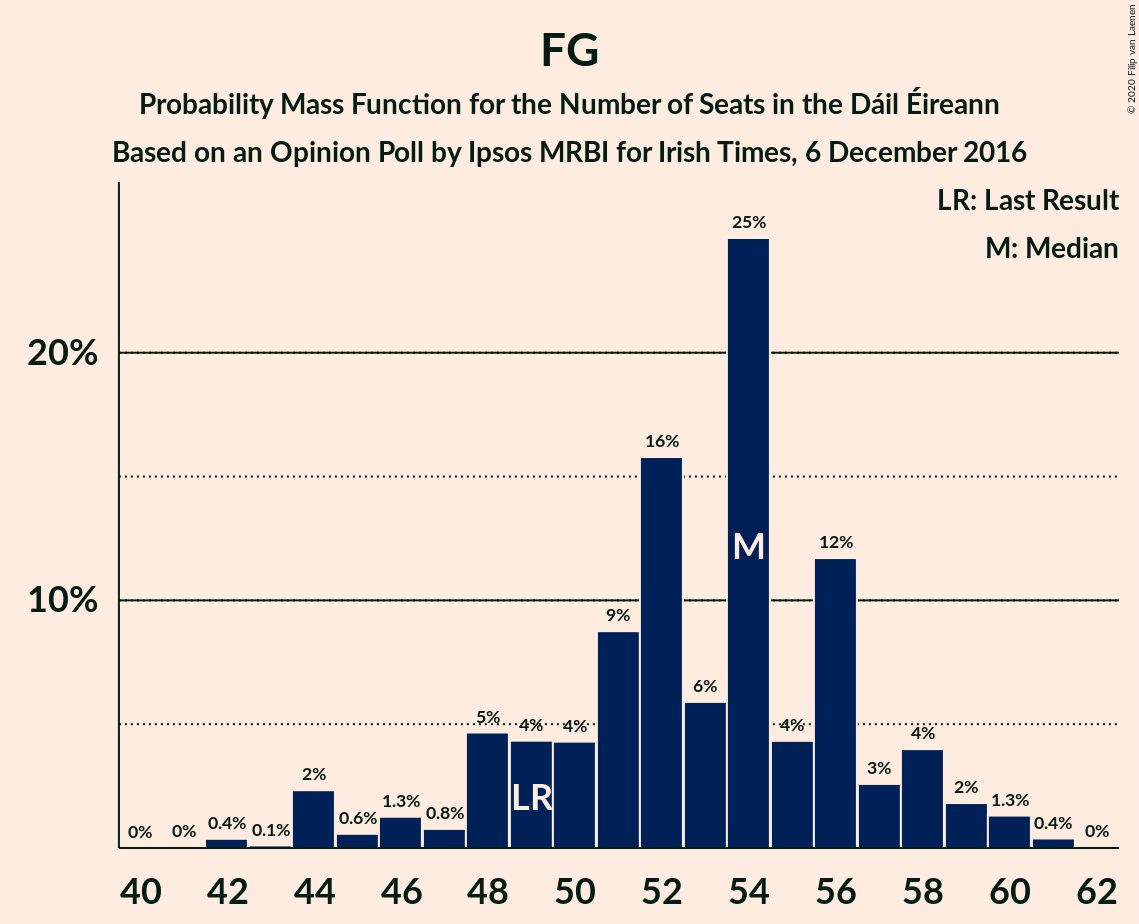 FG
Probability Mass Function for the Number of Seats in the Dáil Éireann
Based on an Opinion Poll by Ipsos MRBI for Irish Times, 6 December 2016
© 2020 Filip van Laenen
LR: Last Result
M: Median
20%
10%
0% 0% 0.4% 0.1% 2% 0.6% 1.3% 0.8% 5% 4% 4% 9% 16% 6% 25% 4% 12% 3% 4% 2% 1.3% 0.4% 0%
LR M
40 42 44 46 48 50 52 54 56 58 60 62